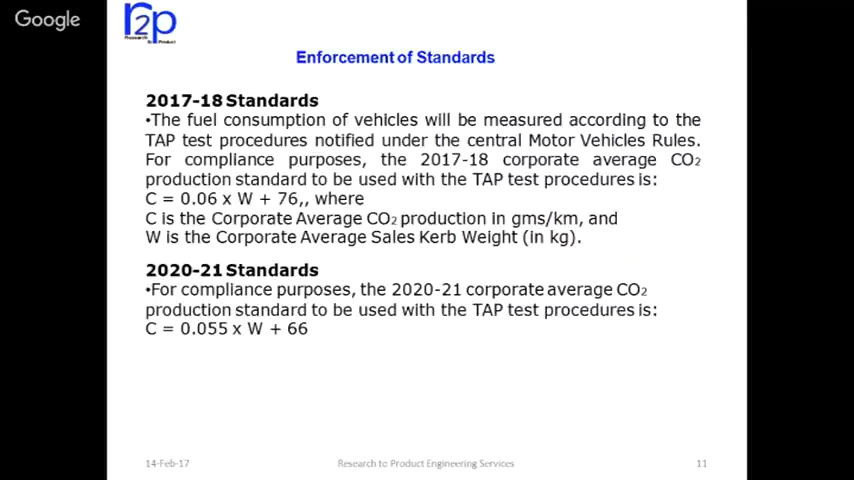 Google
r2p
Research
to Product
Enforcement of Standards
2017-18 Standards
•The fuel consumption of vehicles will be measured according to the
TAP test procedures notified under the central Motor Vehicles Rules.
For compliance purposes, the 2017-18 corporate average CO2
production standard to be used with the TAP test procedures is:
C = 0.06 x W + 76,, where
C is the Corporate Average CO2 production in gms/km, and
W is the Corporate Average Sales Kerb Weight (in kg).
2020-21 Standards
•For compliance purposes, the 2020-21 corporate average CO2
production standard to be used with the TAP test procedures is:
C = 0.055 x W + 66
14-Feb-17 Research to Product Engineering Services 11